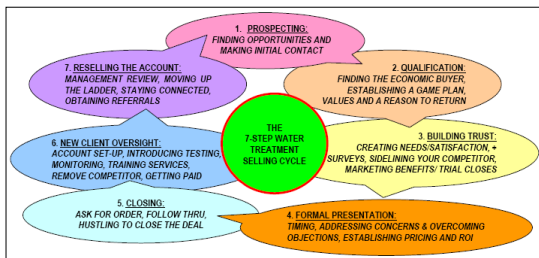 1. PROSPECTING:
FINDING OPPORTUNITIES AND
MAKING INITIAL CONTACT
2. QUALIFICATION:
FINDING THE ECONOMIC BUYER,
ESTABLISHING A GAME PLAN,
VALUES AND A REASON TO RETURN
3. BUILDING TRUST:
CREATING NEEDS/SATISFACTION, +
SURVEYS, SIDELINING YOUR COMPETITOR,
MARKETING BENEFITS/ TRIAL CLOSES
4. FORMAL PRESENTATION:
TIMING, ADDRESSING CONCERNS & OVERCOMING
OBJECTIONS, ESTABLISHING PRICING AND ROI
5. CLOSING:
ASK FOR ORDER, FOLLOW THRU,
HUSTLING TO CLOSE THE DEAL
6. NEW CLIENT OVERSIGHT:
ACCOUNT SET-UP, INTRODUCING TESTING,
MONITORING, TRAINING SERVICES,
REMOVE COMPETITOR, GETTING PAID
7. RESELLING THE ACCOUNT:
MANAGEMENT REVIEW, MOVING UP
THE LADDER, STAYING CONNECTED,
OBTAINING REFERRALS
THE
7-STEP WATER
TREATMENT
SELLING CYCLE